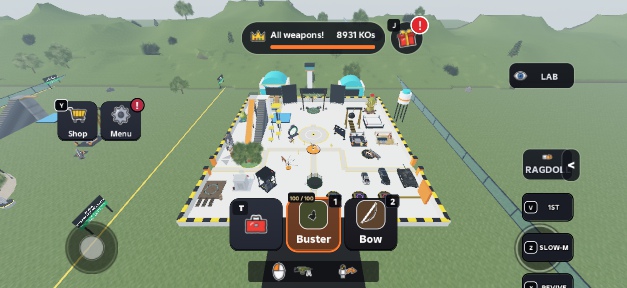 All weapons! 8931 KOs
J
!
LAB
Y
Shop
!
Menu
RAGDOL
<
T
100 / 100
1
Buster
2
Bow
V
1ST
Z
SLOW-M
REVIVE